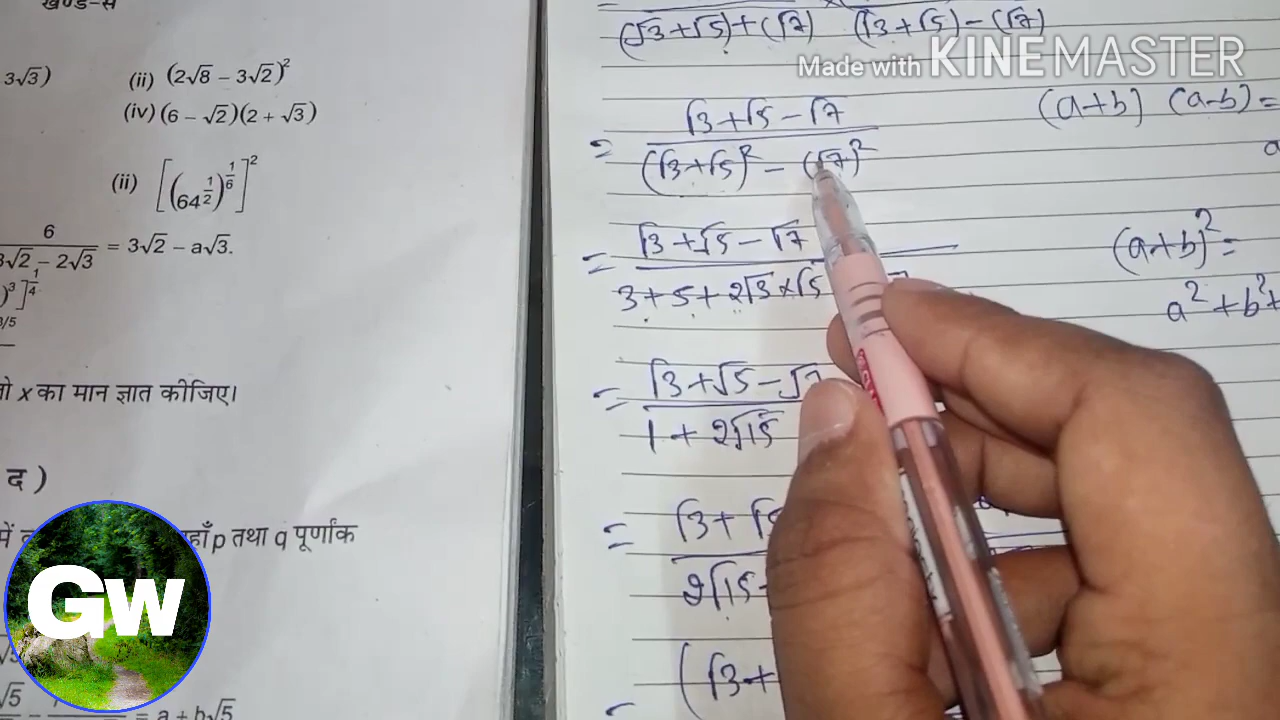 खण्ड-स
3√3) (ii) (2√8 – 3√2)²
(iv) (6 – √2)(2 + √3)
(ii) [(64^(1/2))^(1/6)]²
6
3√2 – 2√3 = 3√2 – a√3.
)³]^(1/4)
3/5
x का मान ज्ञात कीजिए।
द )
p तथा q पूर्णांक
√5
= a + b√5
GW
(√3+√5)+(√7) (√3+√5)-(√7)
Made with KINEMASTER
√3+√5-√7 (a+b) (a-b) =
= (√3+√5)² - (√7)² a
= √3+√5-√7 (a+b)² =
3+5+2√3×√5 a²+b²+
= √3+√5-√7
1+2√15
= √3+√5
2√15
= (√3+